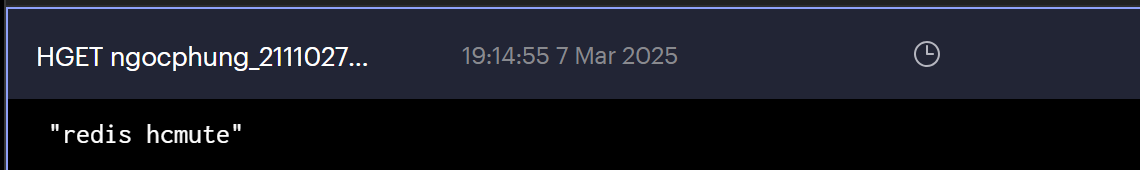 HGET ngocphung_2111027... 19:14:55 7 Mar 2025
"redis hcmute"